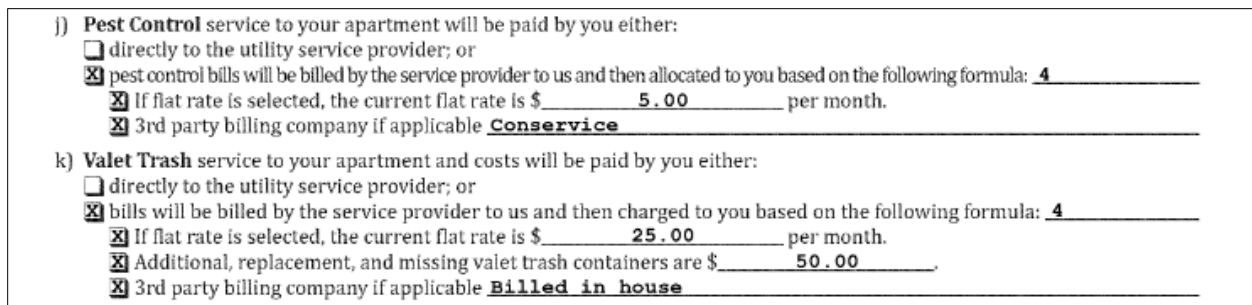 j) Pest Control service to your apartment will be paid by you either:
directly to the utility service provider; or
X pest control bills will be billed by the service provider to us and then allocated to you based on the following formula: 4
X If flat rate is selected, the current flat rate is $ 5.00 per month.
X 3rd party billing company if applicable Conservice
k) Valet Trash service to your apartment and costs will be paid by you either:
directly to the utility service provider; or
X bills will be billed by the service provider to us and then charged to you based on the following formula: 4
X If flat rate is selected, the current flat rate is $ 25.00 per month.
X Additional, replacement, and missing valet trash containers are $ 50.00.
X 3rd party billing company if applicable Billed in house